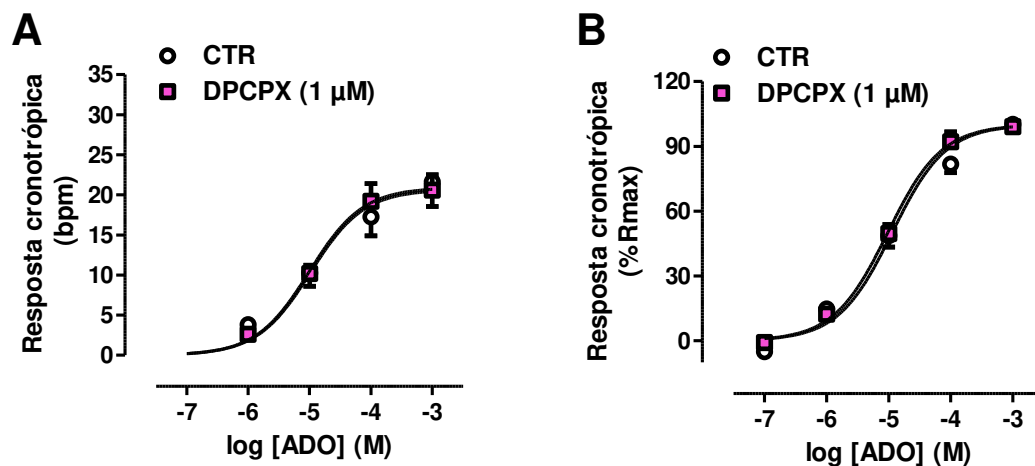 A
CTR
DPCPX (1 µM)
Resposta cronotrópica
(bpm)
35
30
25
20
15
10
5
0
-7 -6 -5 -4 -3
log [ADO] (M)
B
CTR
DPCPX (1 µM)
Resposta cronotrópica
(%Rmax)
120
90
60
30
0
-7 -6 -5 -4 -3
log [ADO] (M)